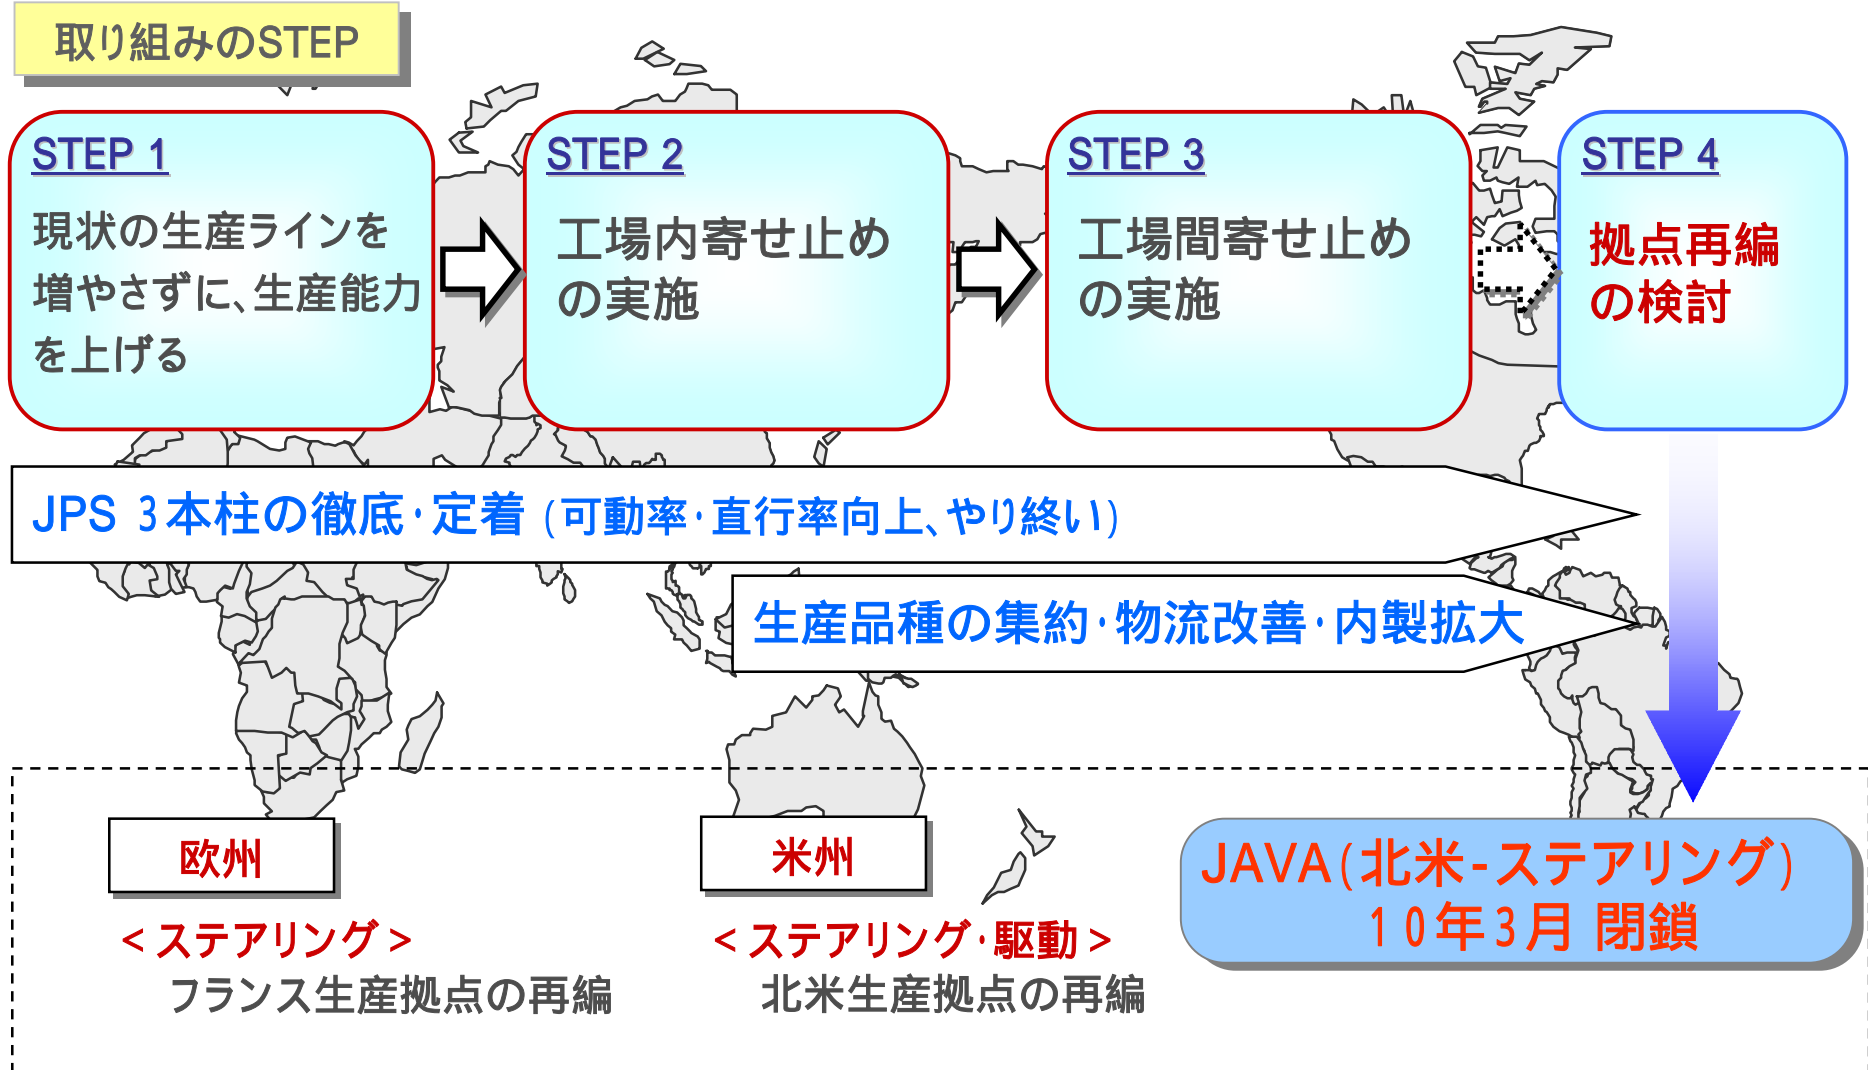 取り組みのSTEP
STEP 1
現状の生産ラインを
増やさずに、生産能力
を上げる
STEP 2
工場内寄せ止め
の実施
STEP 3
工場間寄せ止め
の実施
STEP 4
拠点再編
の検討
JPS 3本柱の徹底・定着 (可動率・直行率向上、やり終い)
生産品種の集約・物流改善・内製拡大
欧州
<ステアリング>
フランス生産拠点の再編
米州
<ステアリング・駆動>
北米生産拠点の再編
JAVA(北米-ステアリング)
10年3月 閉鎖